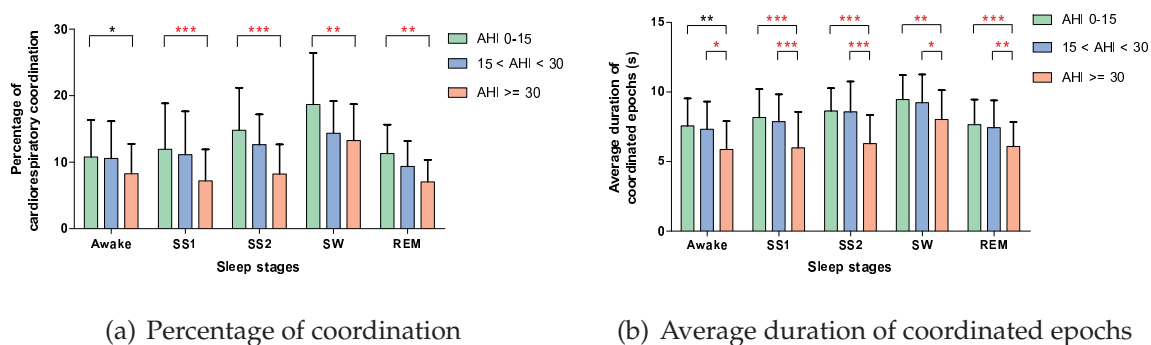 * *** *** ** **
30
20
10
0
Percentage of
cardiorespiratory coordination
Awake SS1 SS2 SW REM
Sleep stages
AHI 0-15
15 < AHI < 30
AHI >= 30
(a) Percentage of coordination
** *** *** ** ***
* *** *** * **
15
10
5
0
Average duration of
coordinated epochs (s)
Awake SS1 SS2 SW REM
Sleep stages
AHI 0-15
15 < AHI < 30
AHI >= 30
(b) Average duration of coordinated epochs